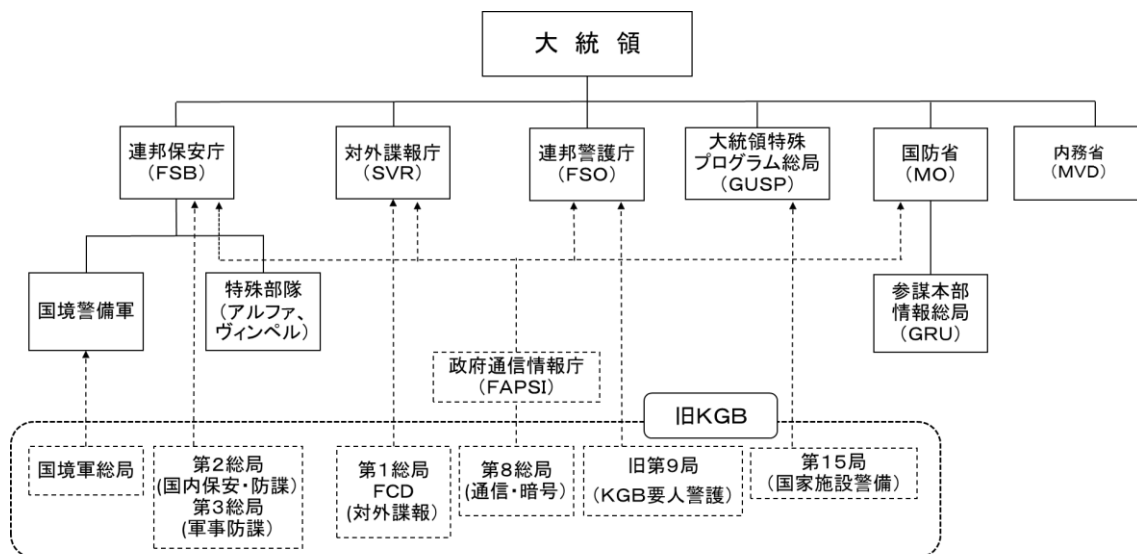 大 統 領
連邦保安庁
(FSB)
対外諜報庁
(SVR)
連邦警護庁
(FSO)
大統領特殊
プログラム総局
(GUSP)
国防省
(MO)
内務省
(MVD)
国境警備軍
特殊部隊
(アルファ、
ヴィンペル)
参謀本部
情報総局
(GRU)
政府通信情報庁
(FAPSI)
旧KGB
国境軍総局
第2総局
(国内保安・防諜)
第3総局
(軍事防諜)
第1総局
FCD
(対外諜報)
第8総局
(通信・暗号)
旧第9局
(KGB要人警護)
第15局
(国家施設警備)